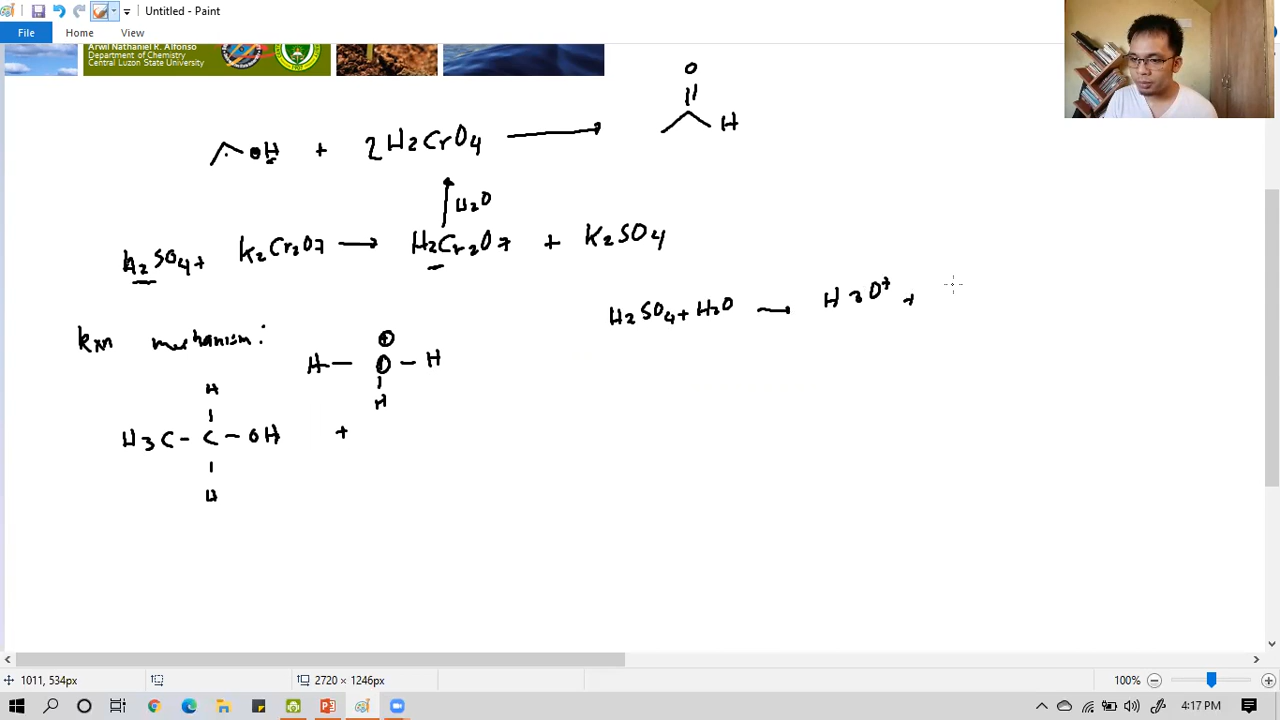 Untitled - Paint
File Home View
Arwil Nathaniel R. Alfonso
Department of Chemistry
Central Luzon State University
O
H
OH + 2H2CrO4 ⟶
H2O
H2SO4 + K2Cr2O7 ⟶ H2Cr2O7 + K2SO4
H2SO4 + H2O ⟶ H3O+ +
Rxn mechanism:
+
H — O — H
H
H
H3C - C - OH +
H
1011, 534px
2720 × 1246px
100%
4:17 PM